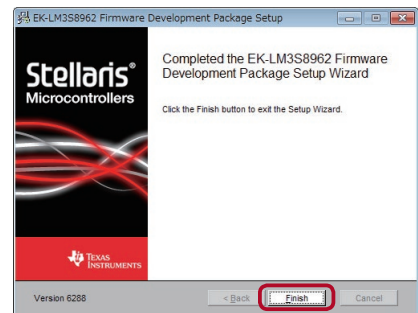 EK-LM3S8962 Firmware Development Package Setup
Stellaris®
Microcontrollers
Completed the EK-LM3S8962 Firmware
Development Package Setup Wizard
Click the Finish button to exit the Setup Wizard.
TEXAS
INSTRUMENTS
Version 6288
< Back
Finish
Cancel